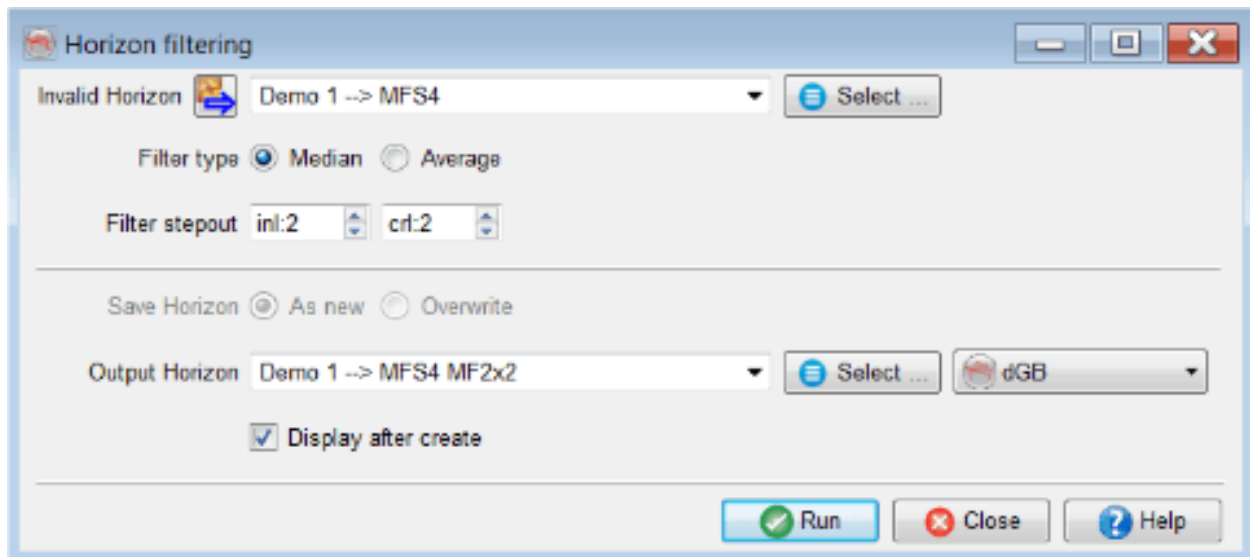 Horizon filtering
Invalid Horizon Demo 1 --> MFS4 Select ...
Filter type Median Average
Filter stepout inl:2 crl:2
Save Horizon As new Overwrite
Output Horizon Demo 1 --> MFS4 MF2x2 Select ... dGB
Display after create
Run Close Help